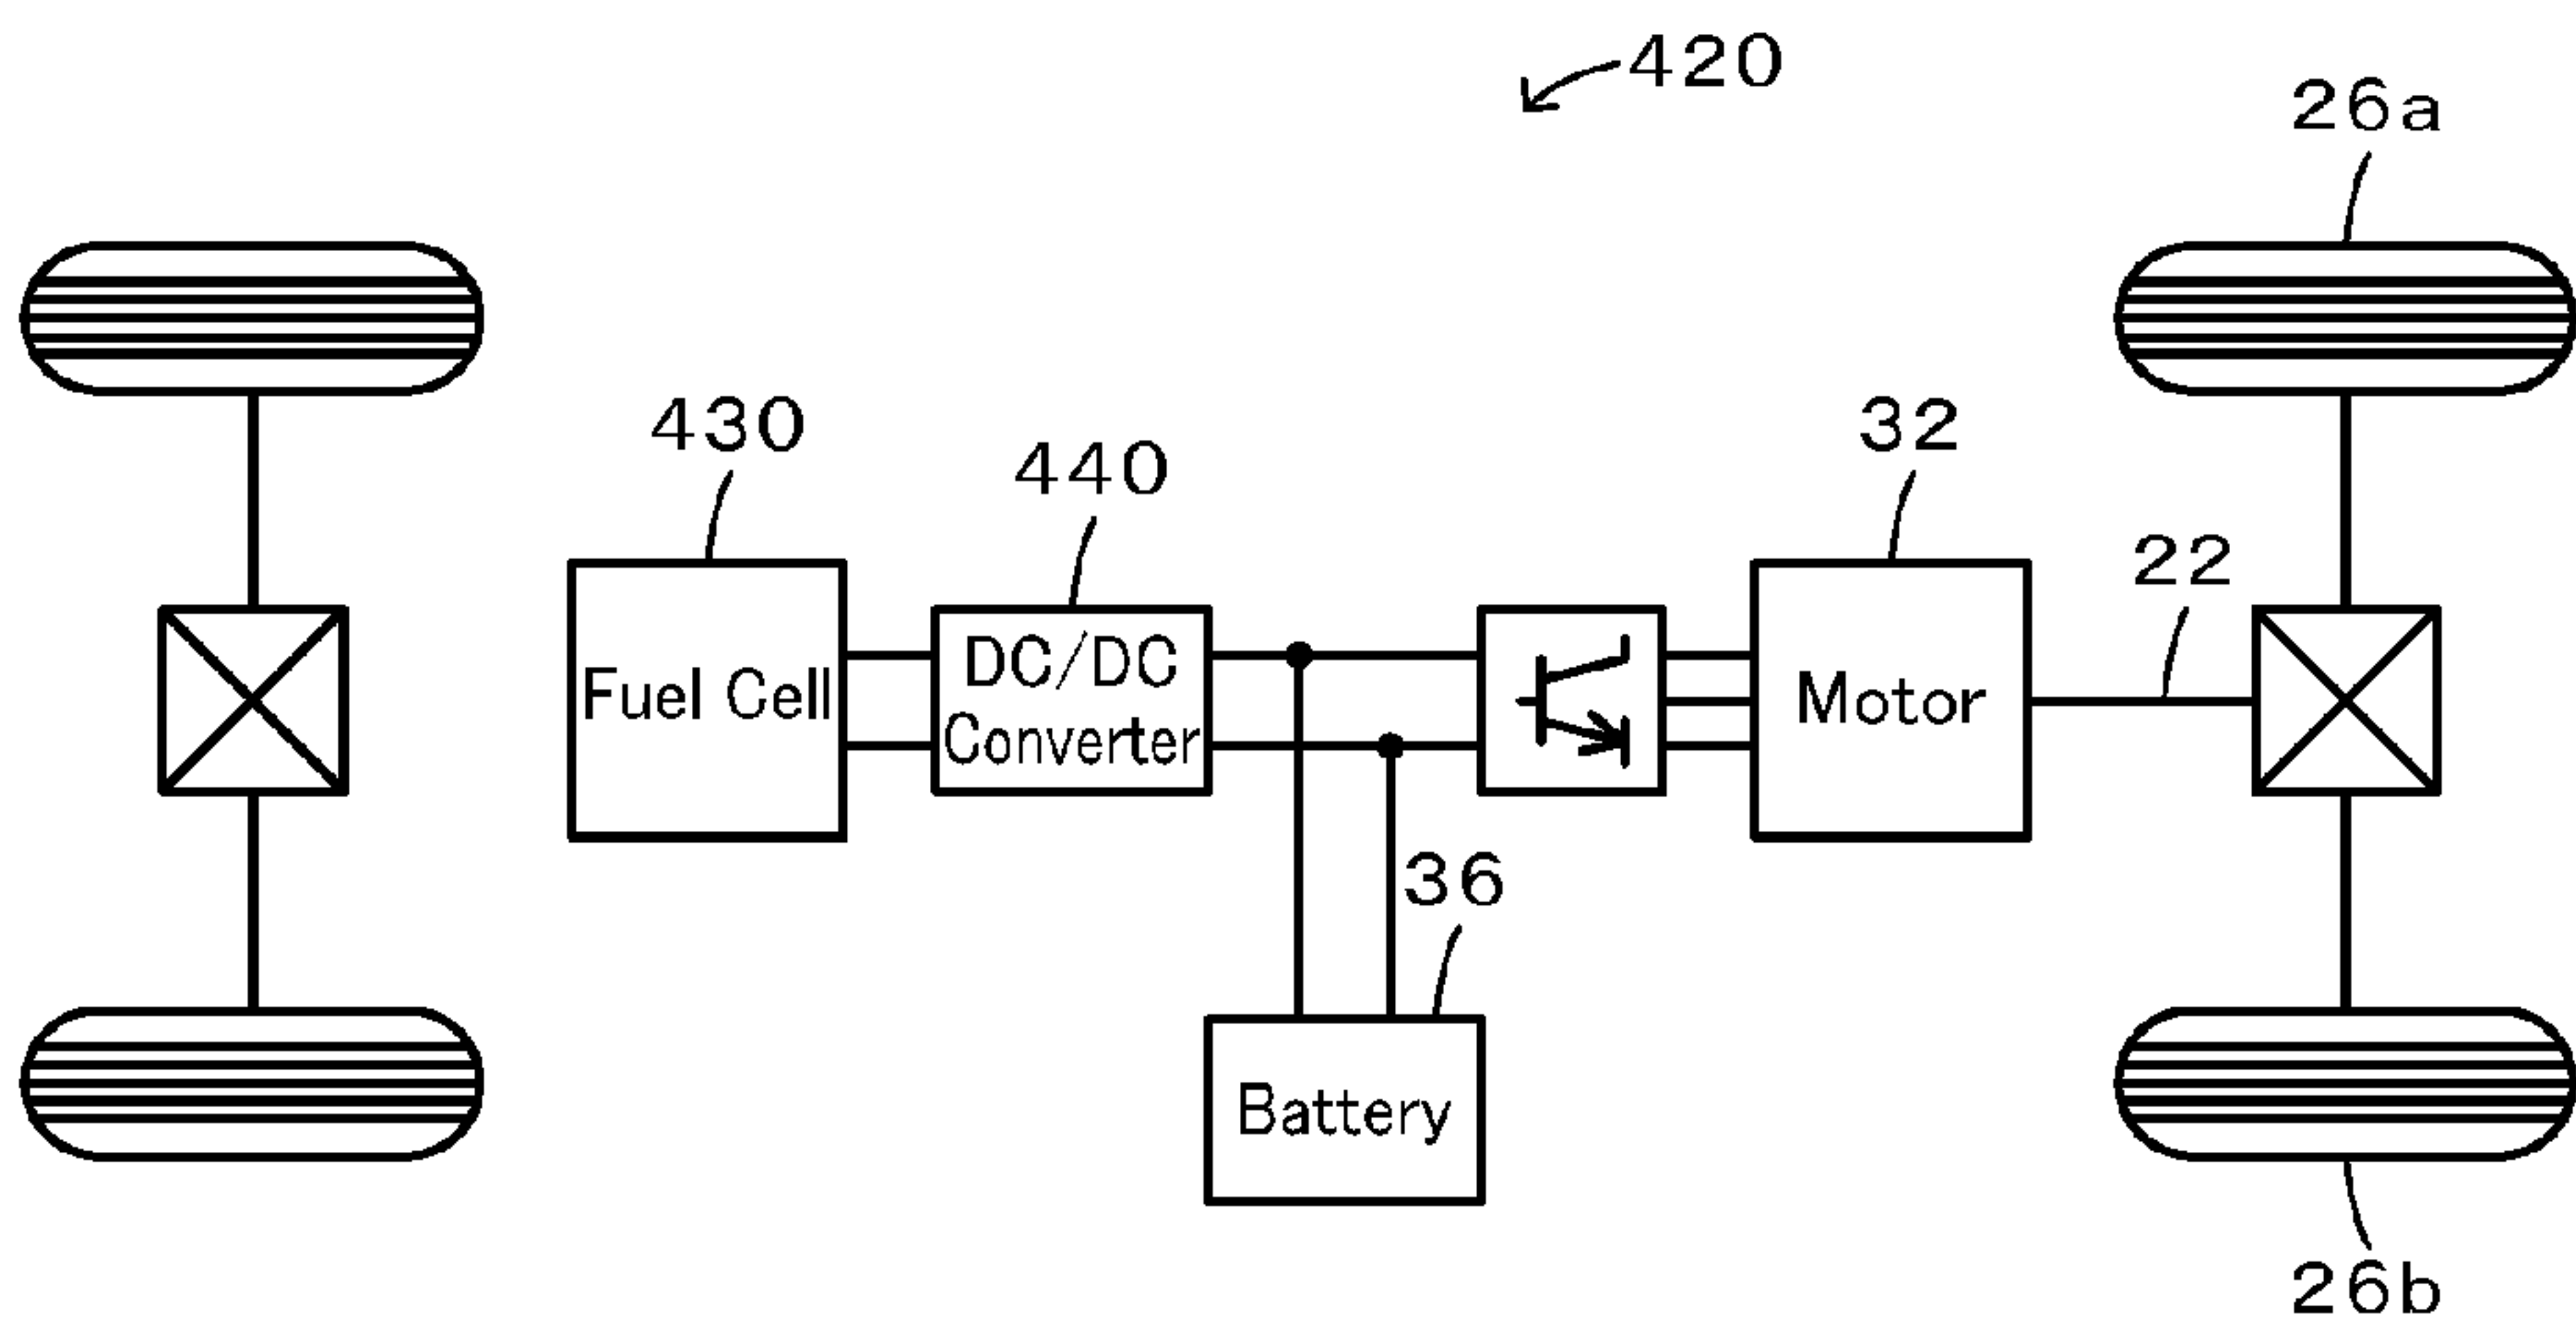 420
26a
430
440
32
22
Fuel Cell
DC/DC
Converter
Motor
36
Battery
26b